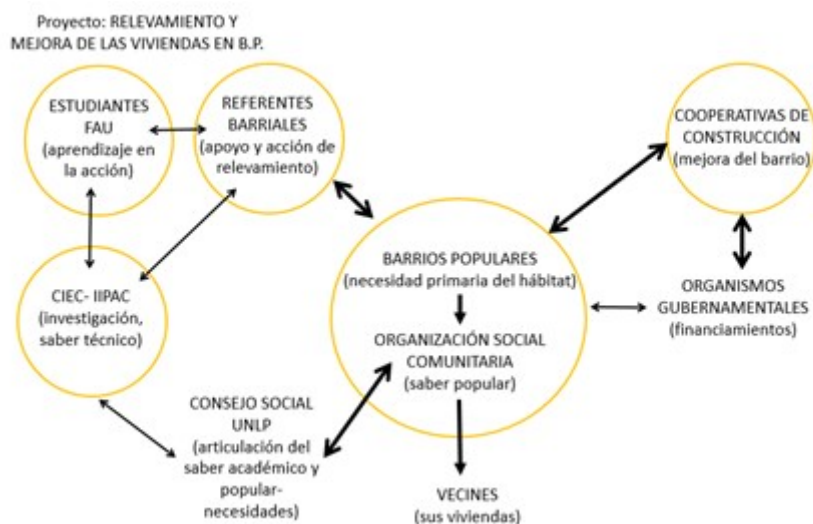 Proyecto: RELEVAMIENTO Y
MEJORA DE LAS VIVIENDAS EN B.P.
ESTUDIANTES
FAU
(aprendizaje en
la acción)
REFERENTES
BARRIALES
(apoyo y acción de
relevamiento)
COOPERATIVAS DE
CONSTRUCCIÓN
(mejora del barrio)
CIEC- IIPAC
(investigación,
saber técnico)
BARRIOS POPULARES
(necesidad primaria del hábitat)
ORGANIZACIÓN SOCIAL
COMUNITARIA
(saber popular)
ORGANISMOS
GUBERNAMENTALES
(financiamientos)
CONSEJO SOCIAL
UNLP
(articulación del
saber académico y
popular-
necesidades)
VECINES
(sus viviendas)